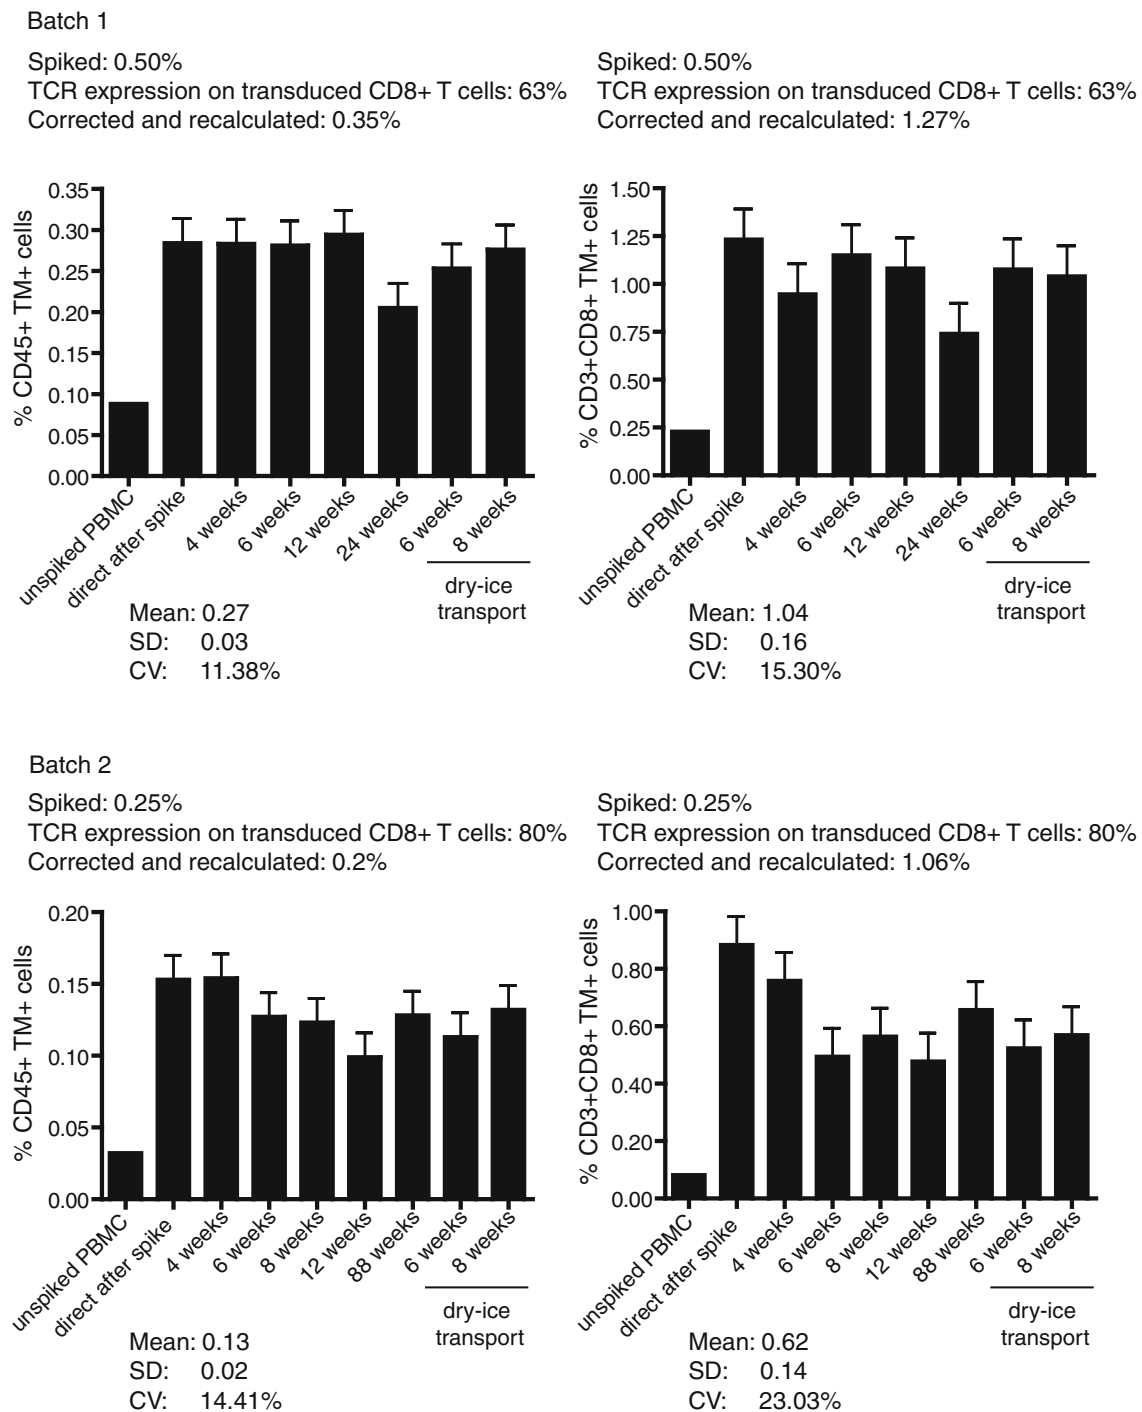 Batch 1
Spiked: 0.50%
TCR expression on transduced CD8+ T cells: 63%
Corrected and recalculated: 0.35%
% CD45+ TM+ cells
0.35
0.30
0.25
0.20
0.15
0.10
0.05
0.00
unspiked PBMC
direct after spike
4 weeks
6 weeks
12 weeks
24 weeks
6 weeks
8 weeks
dry-ice
transport
Mean: 0.27
SD: 0.03
CV: 11.38%
Spiked: 0.50%
TCR expression on transduced CD8+ T cells: 63%
Corrected and recalculated: 1.27%
% CD3+CD8+ TM+ cells
1.50
1.25
1.00
0.75
0.50
0.25
0.00
unspiked PBMC
direct after spike
4 weeks
6 weeks
12 weeks
24 weeks
6 weeks
8 weeks
dry-ice
transport
Mean: 1.04
SD: 0.16
CV: 15.30%
Batch 2
Spiked: 0.25%
TCR expression on transduced CD8+ T cells: 80%
Corrected and recalculated: 0.2%
% CD45+ TM+ cells
0.20
0.15
0.10
0.05
0.00
unspiked PBMC
direct after spike
4 weeks
6 weeks
8 weeks
12 weeks
88 weeks
6 weeks
8 weeks
dry-ice
transport
Mean: 0.13
SD: 0.02
CV: 14.41%
Spiked: 0.25%
TCR expression on transduced CD8+ T cells: 80%
Corrected and recalculated: 1.06%
% CD3+CD8+ TM+ cells
1.00
0.80
0.60
0.40
0.20
0.00
unspiked PBMC
direct after spike
4 weeks
6 weeks
8 weeks
12 weeks
88 weeks
6 weeks
8 weeks
dry-ice
transport
Mean: 0.62
SD: 0.14
CV: 23.03%